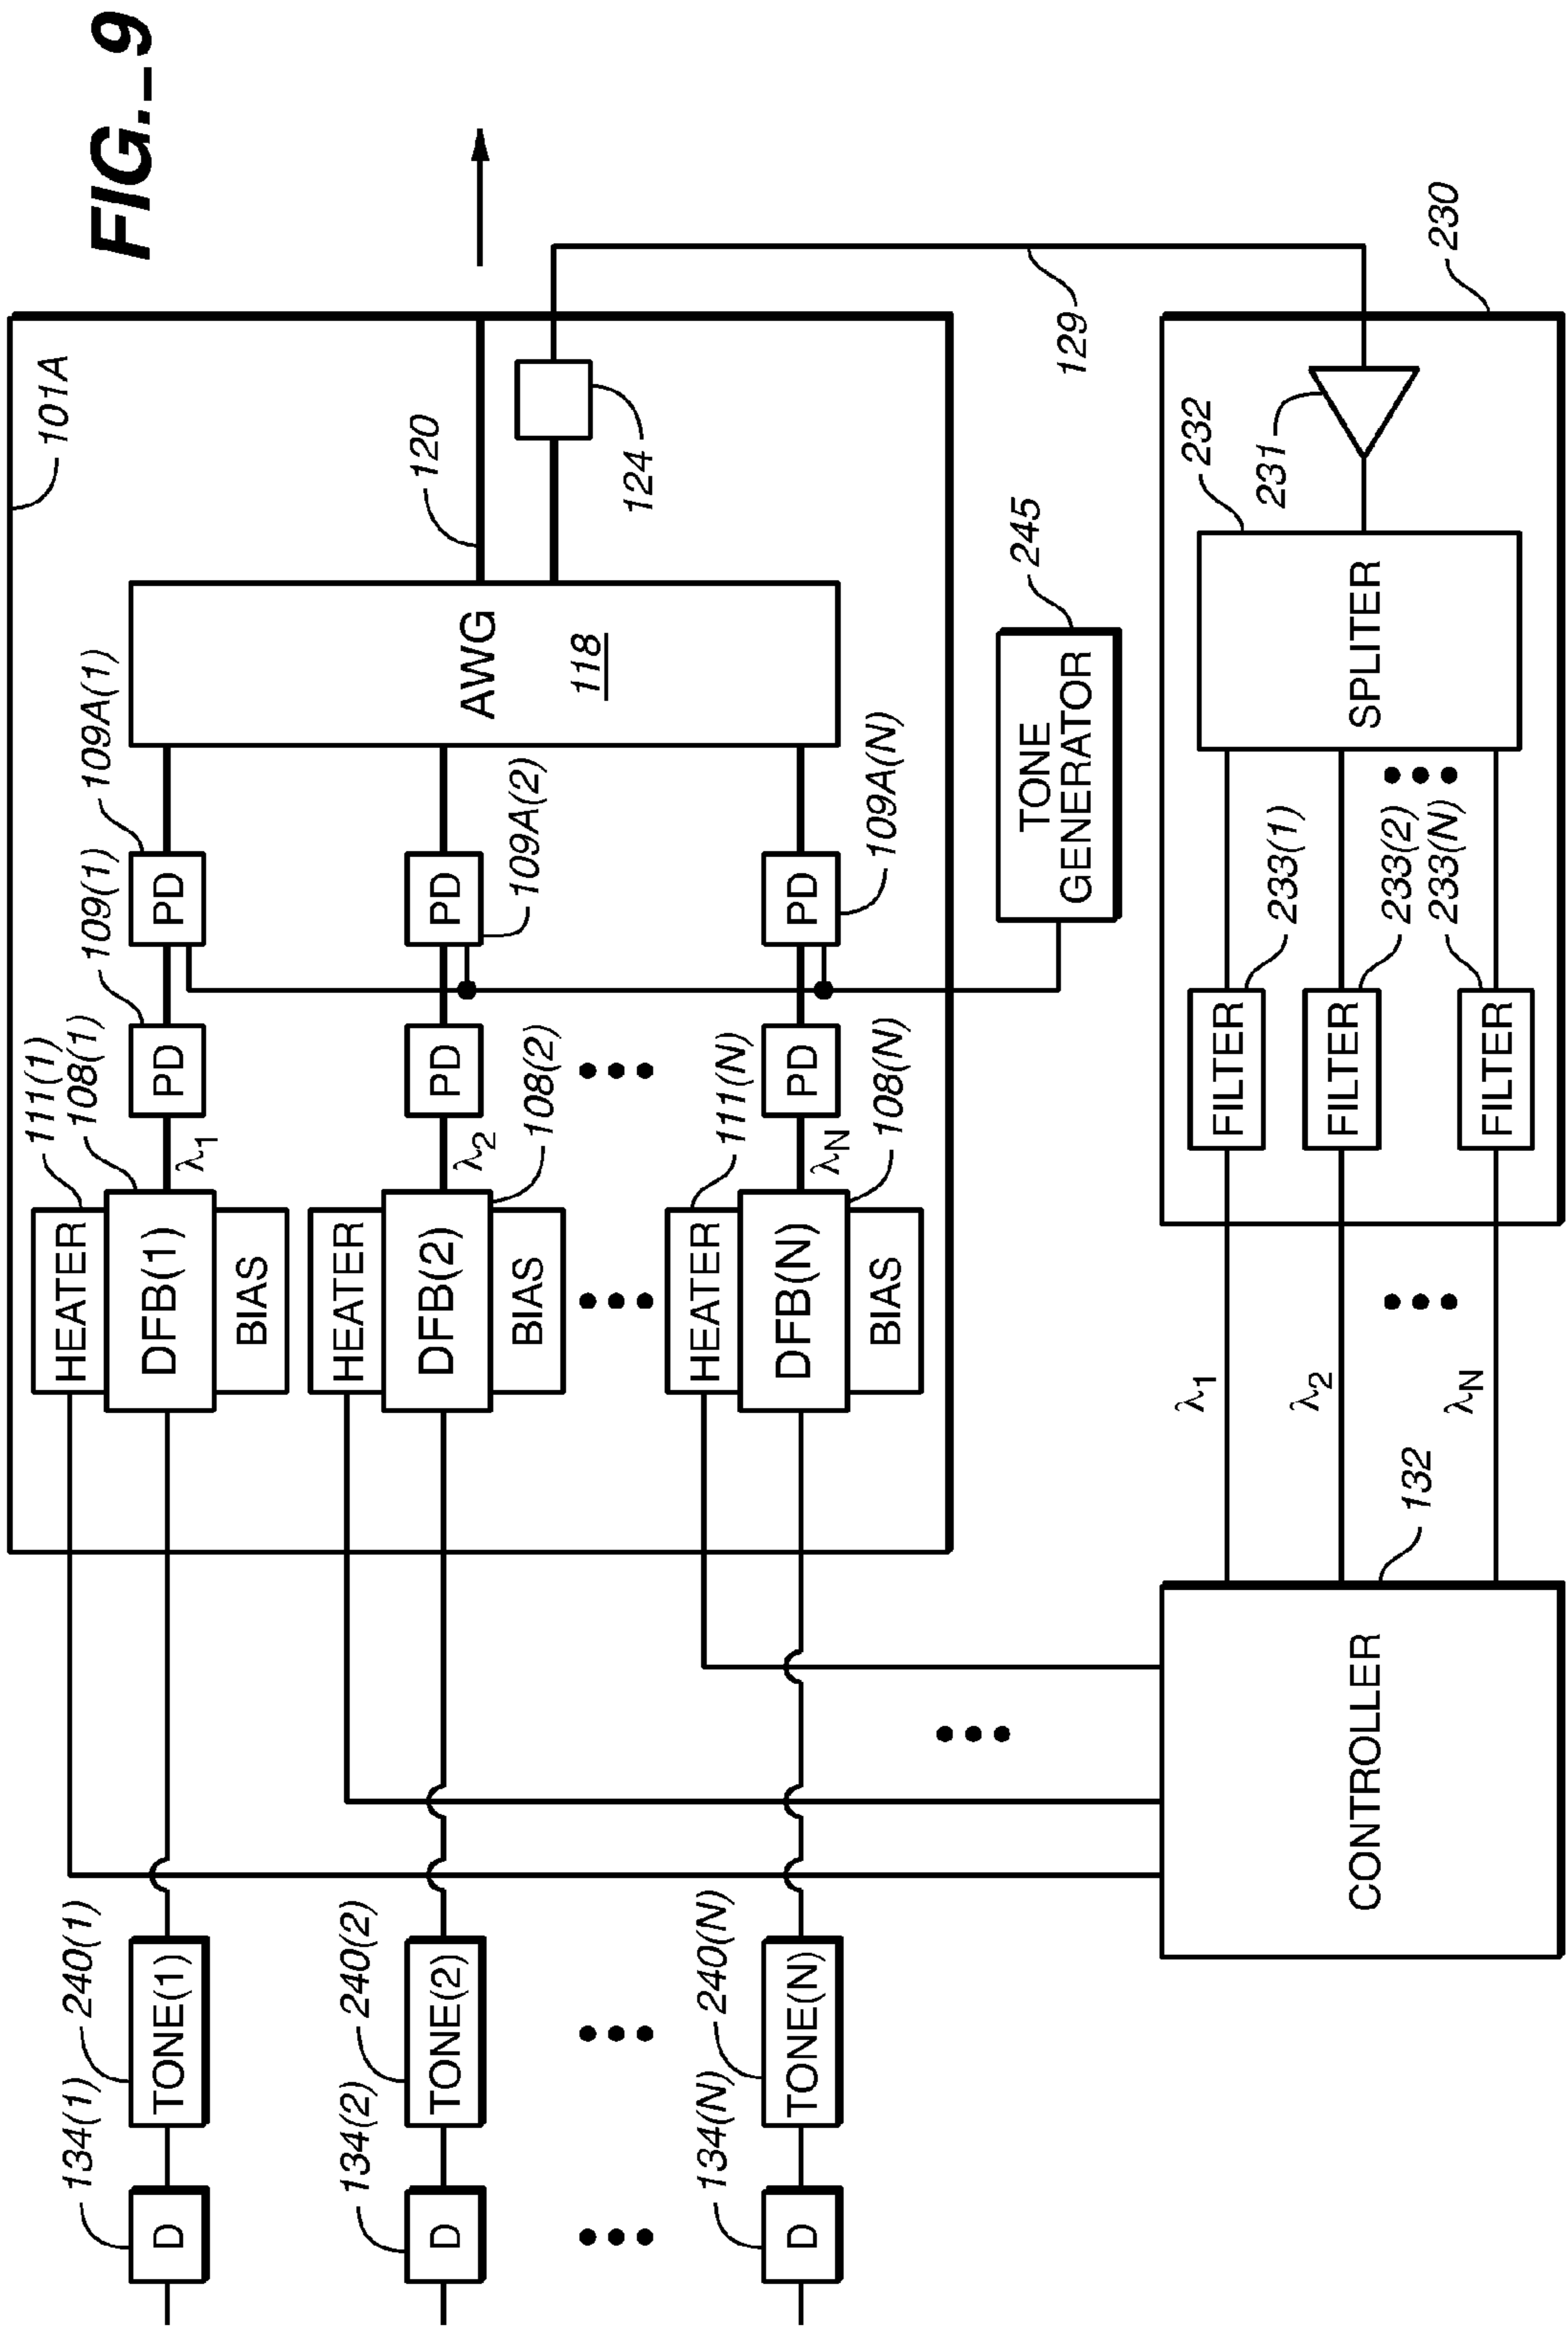 FIG._9
101A
111(1)
108(1)
109(1)
109A(1)
134(1)
240(1)
D
TONE(1)
HEATER
DFB(1)
BIAS
λ1
PD
PD
120
134(2)
240(2)
D
TONE(2)
HEATER
DFB(2)
BIAS
λ2
PD
PD
108(2)
109A(2)
AWG
118
124
134(N)
240(N)
D
TONE(N)
111(N)
HEATER
DFB(N)
BIAS
λN
PD
PD
108(N)
109A(N)
TONE
GENERATOR
245
129
CONTROLLER
132
λ1
λ2
λN
FILTER
233(1)
FILTER
233(2)
FILTER
233(N)
SPLITER
232
231
230